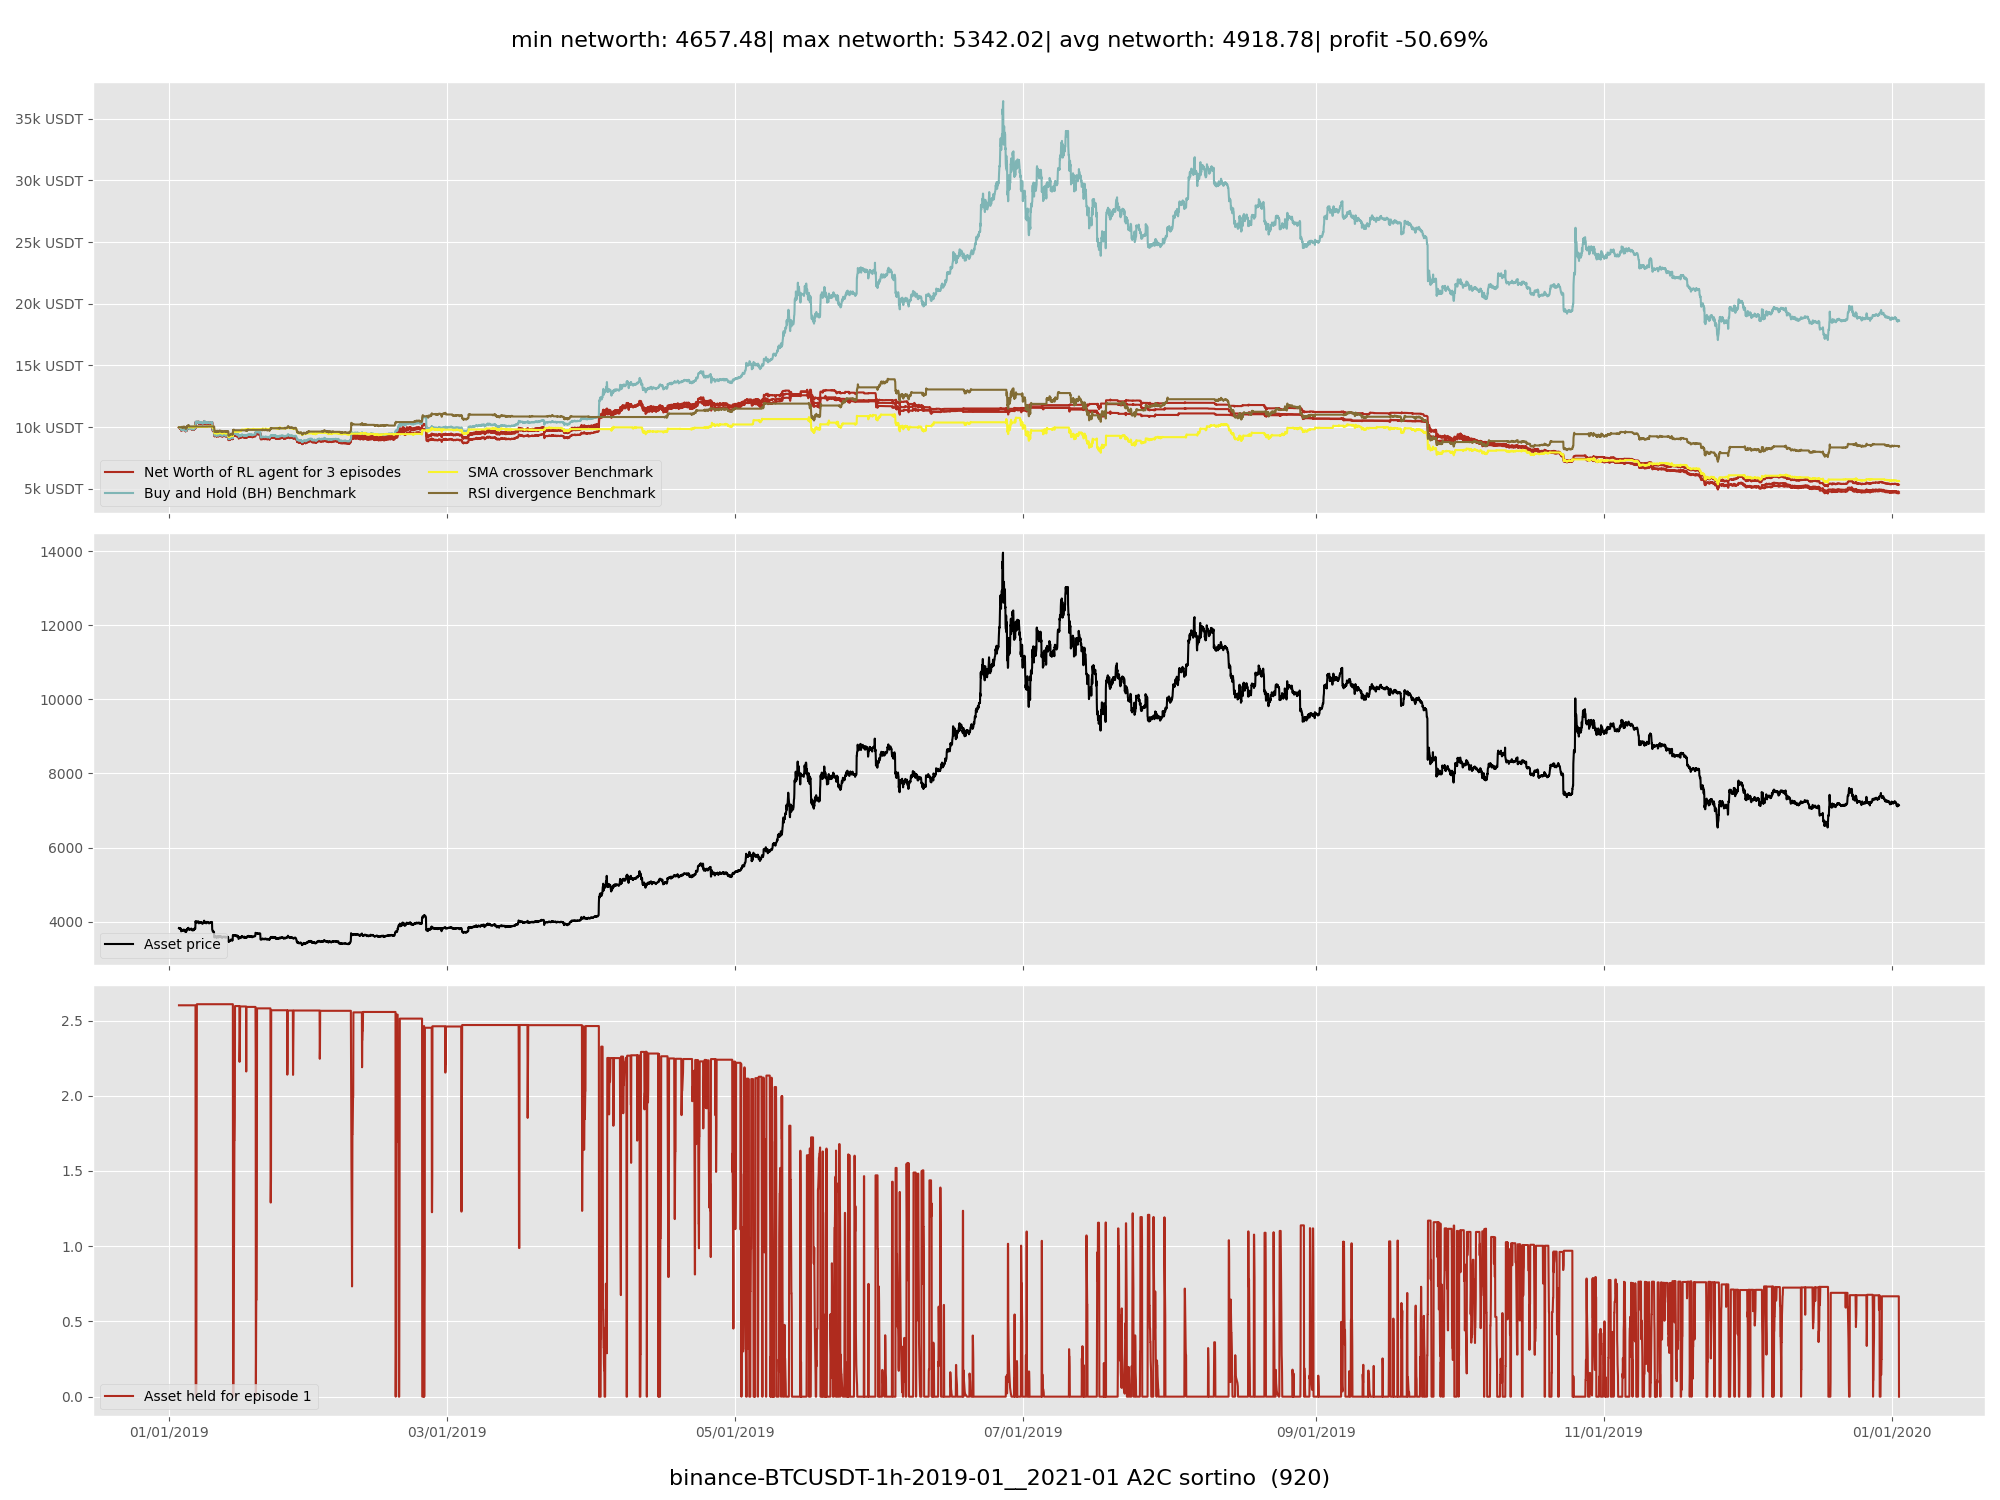 min networth: 4657.48| max networth: 5342.02| avg networth: 4918.78| profit -50.69%
35k USDT
30k USDT
25k USDT
20k USDT
15k USDT
10k USDT
5k USDT
Net Worth of RL agent for 3 episodes
Buy and Hold (BH) Benchmark
SMA crossover Benchmark
RSI divergence Benchmark
14000
12000
10000
8000
6000
4000
Asset price
2.5
2.0
1.5
1.0
0.5
0.0
Asset held for episode 1
01/01/2019 03/01/2019 05/01/2019 07/01/2019 09/01/2019 11/01/2019 01/01/2020
binance-BTCUSDT-1h-2019-01__2021-01 A2C sortino (920)